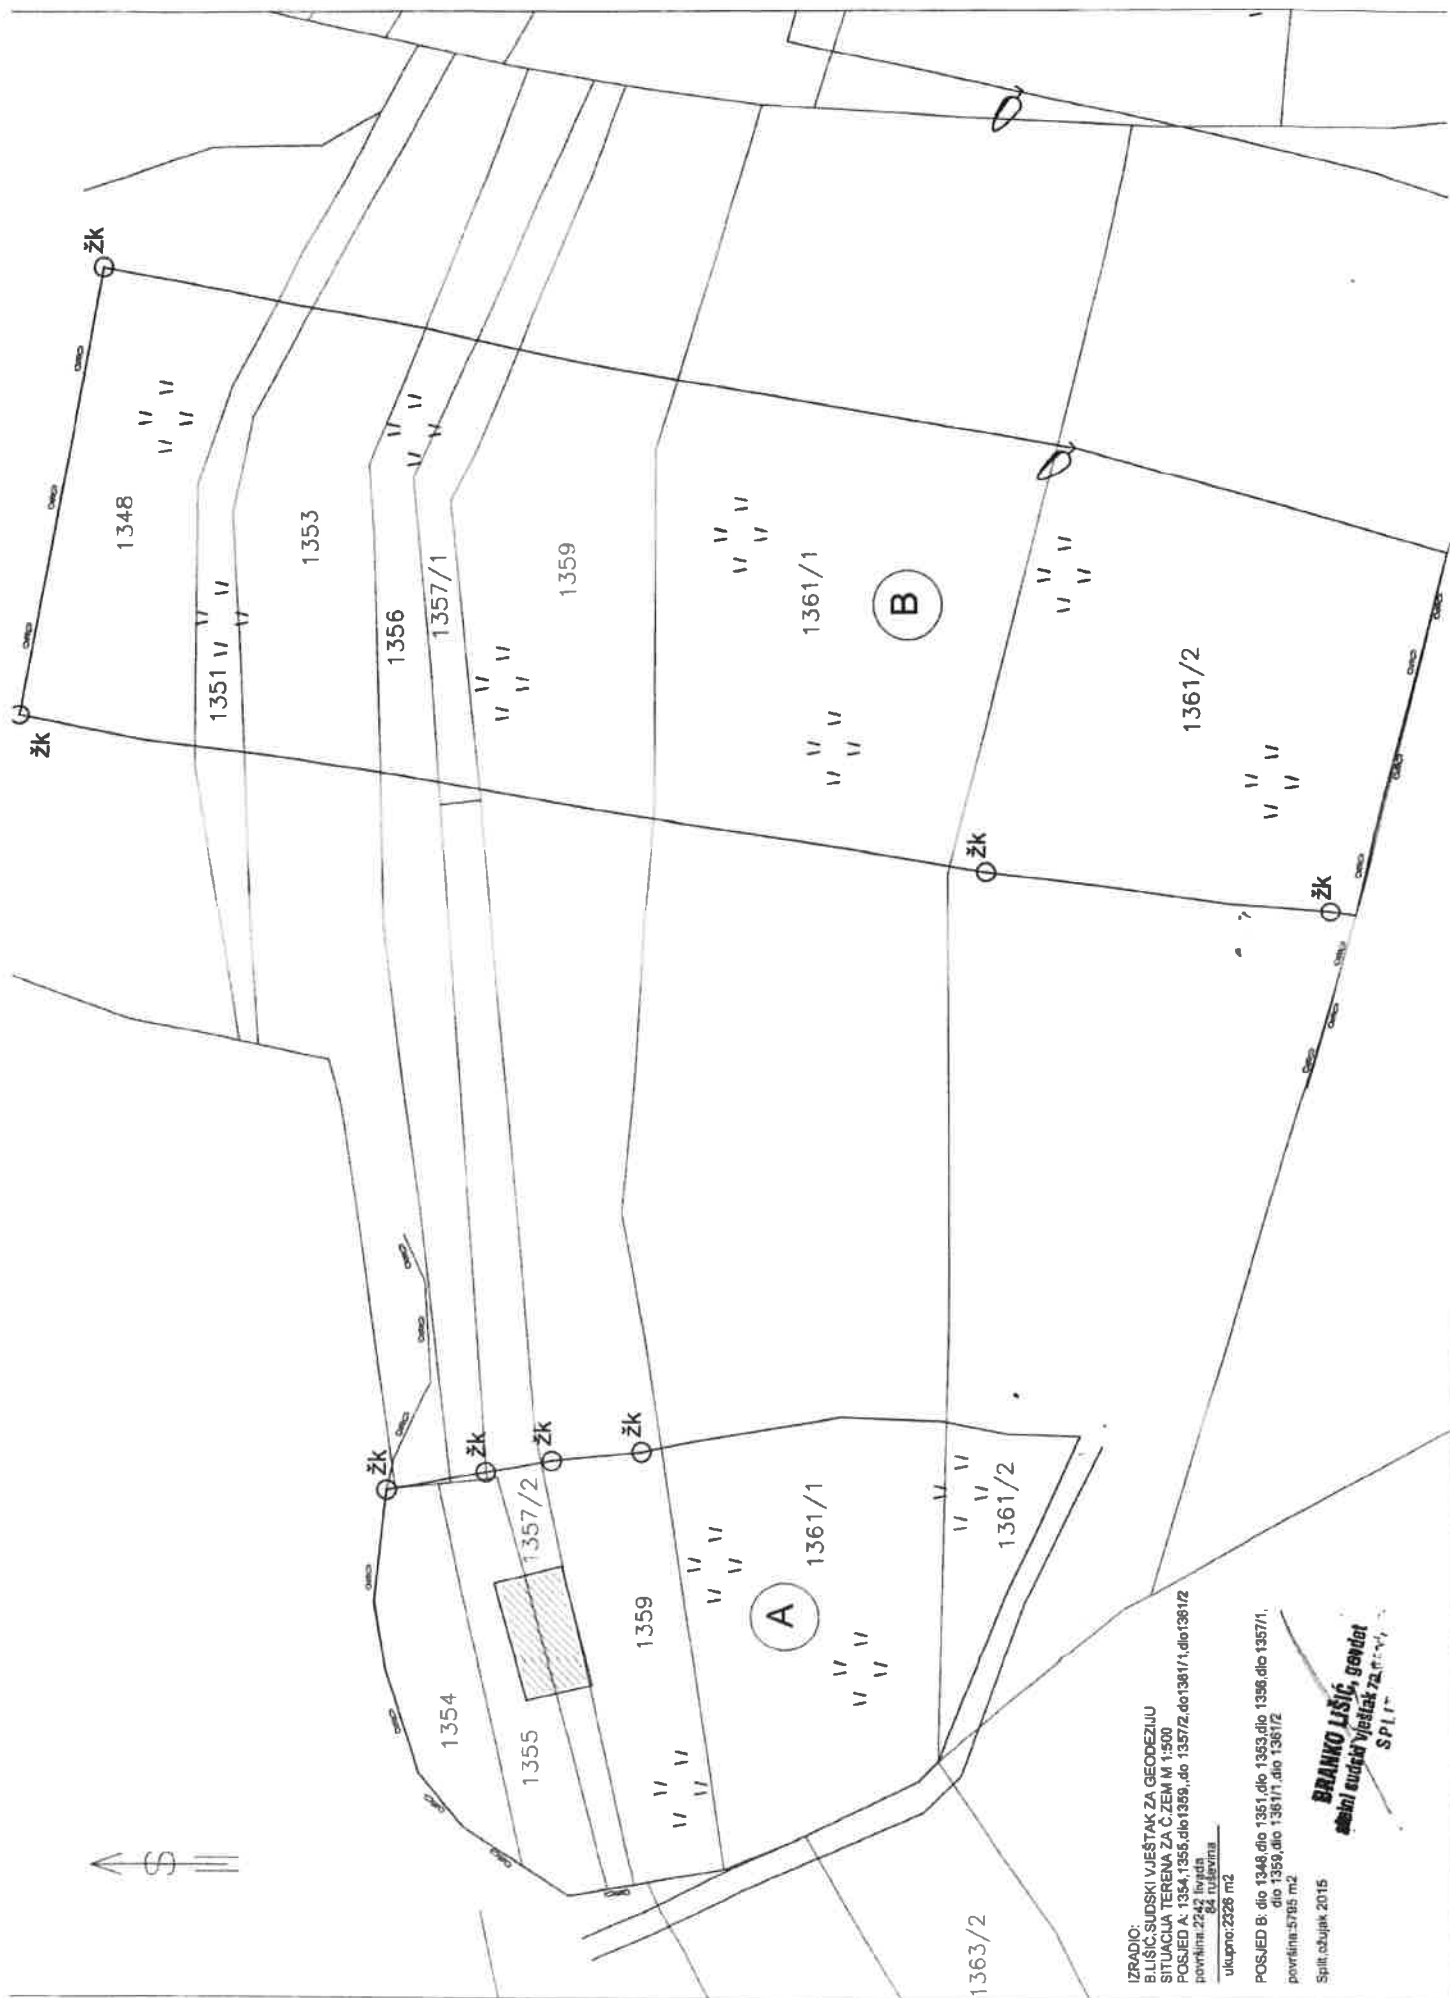 S
žk
žk
1348
1351
1353
1356
1357/1
1359
1361/1
B
1361/2
žk
žk
žk
žk
žk
žk
1354
1355
1357/2
1359
1361/1
A
1361/2
1363/2
IZRADIO:
B.LIŠIĆ,SUDSKI VJEŠTAK ZA GEODEZIJU
SITUACIJA TERENA ZA Č.ZEM M 1:500
POSJED A: 1354,1355,dio1359,,do 1357/2,do1361/1,dio1361/2
površina:2242 livada
84 ruševina
ukupno:2326 m2
POSJED B: dio 1348,dio 1351,dio 1353,dio 1356,dio 1357/1,
dio 1359,dio 1361/1,dio 1361/2
površina:5795 m2
Split,ožujak 2015
BRANKO LIŠIĆ, geodet
stalni sudski vještak za
SPLIT